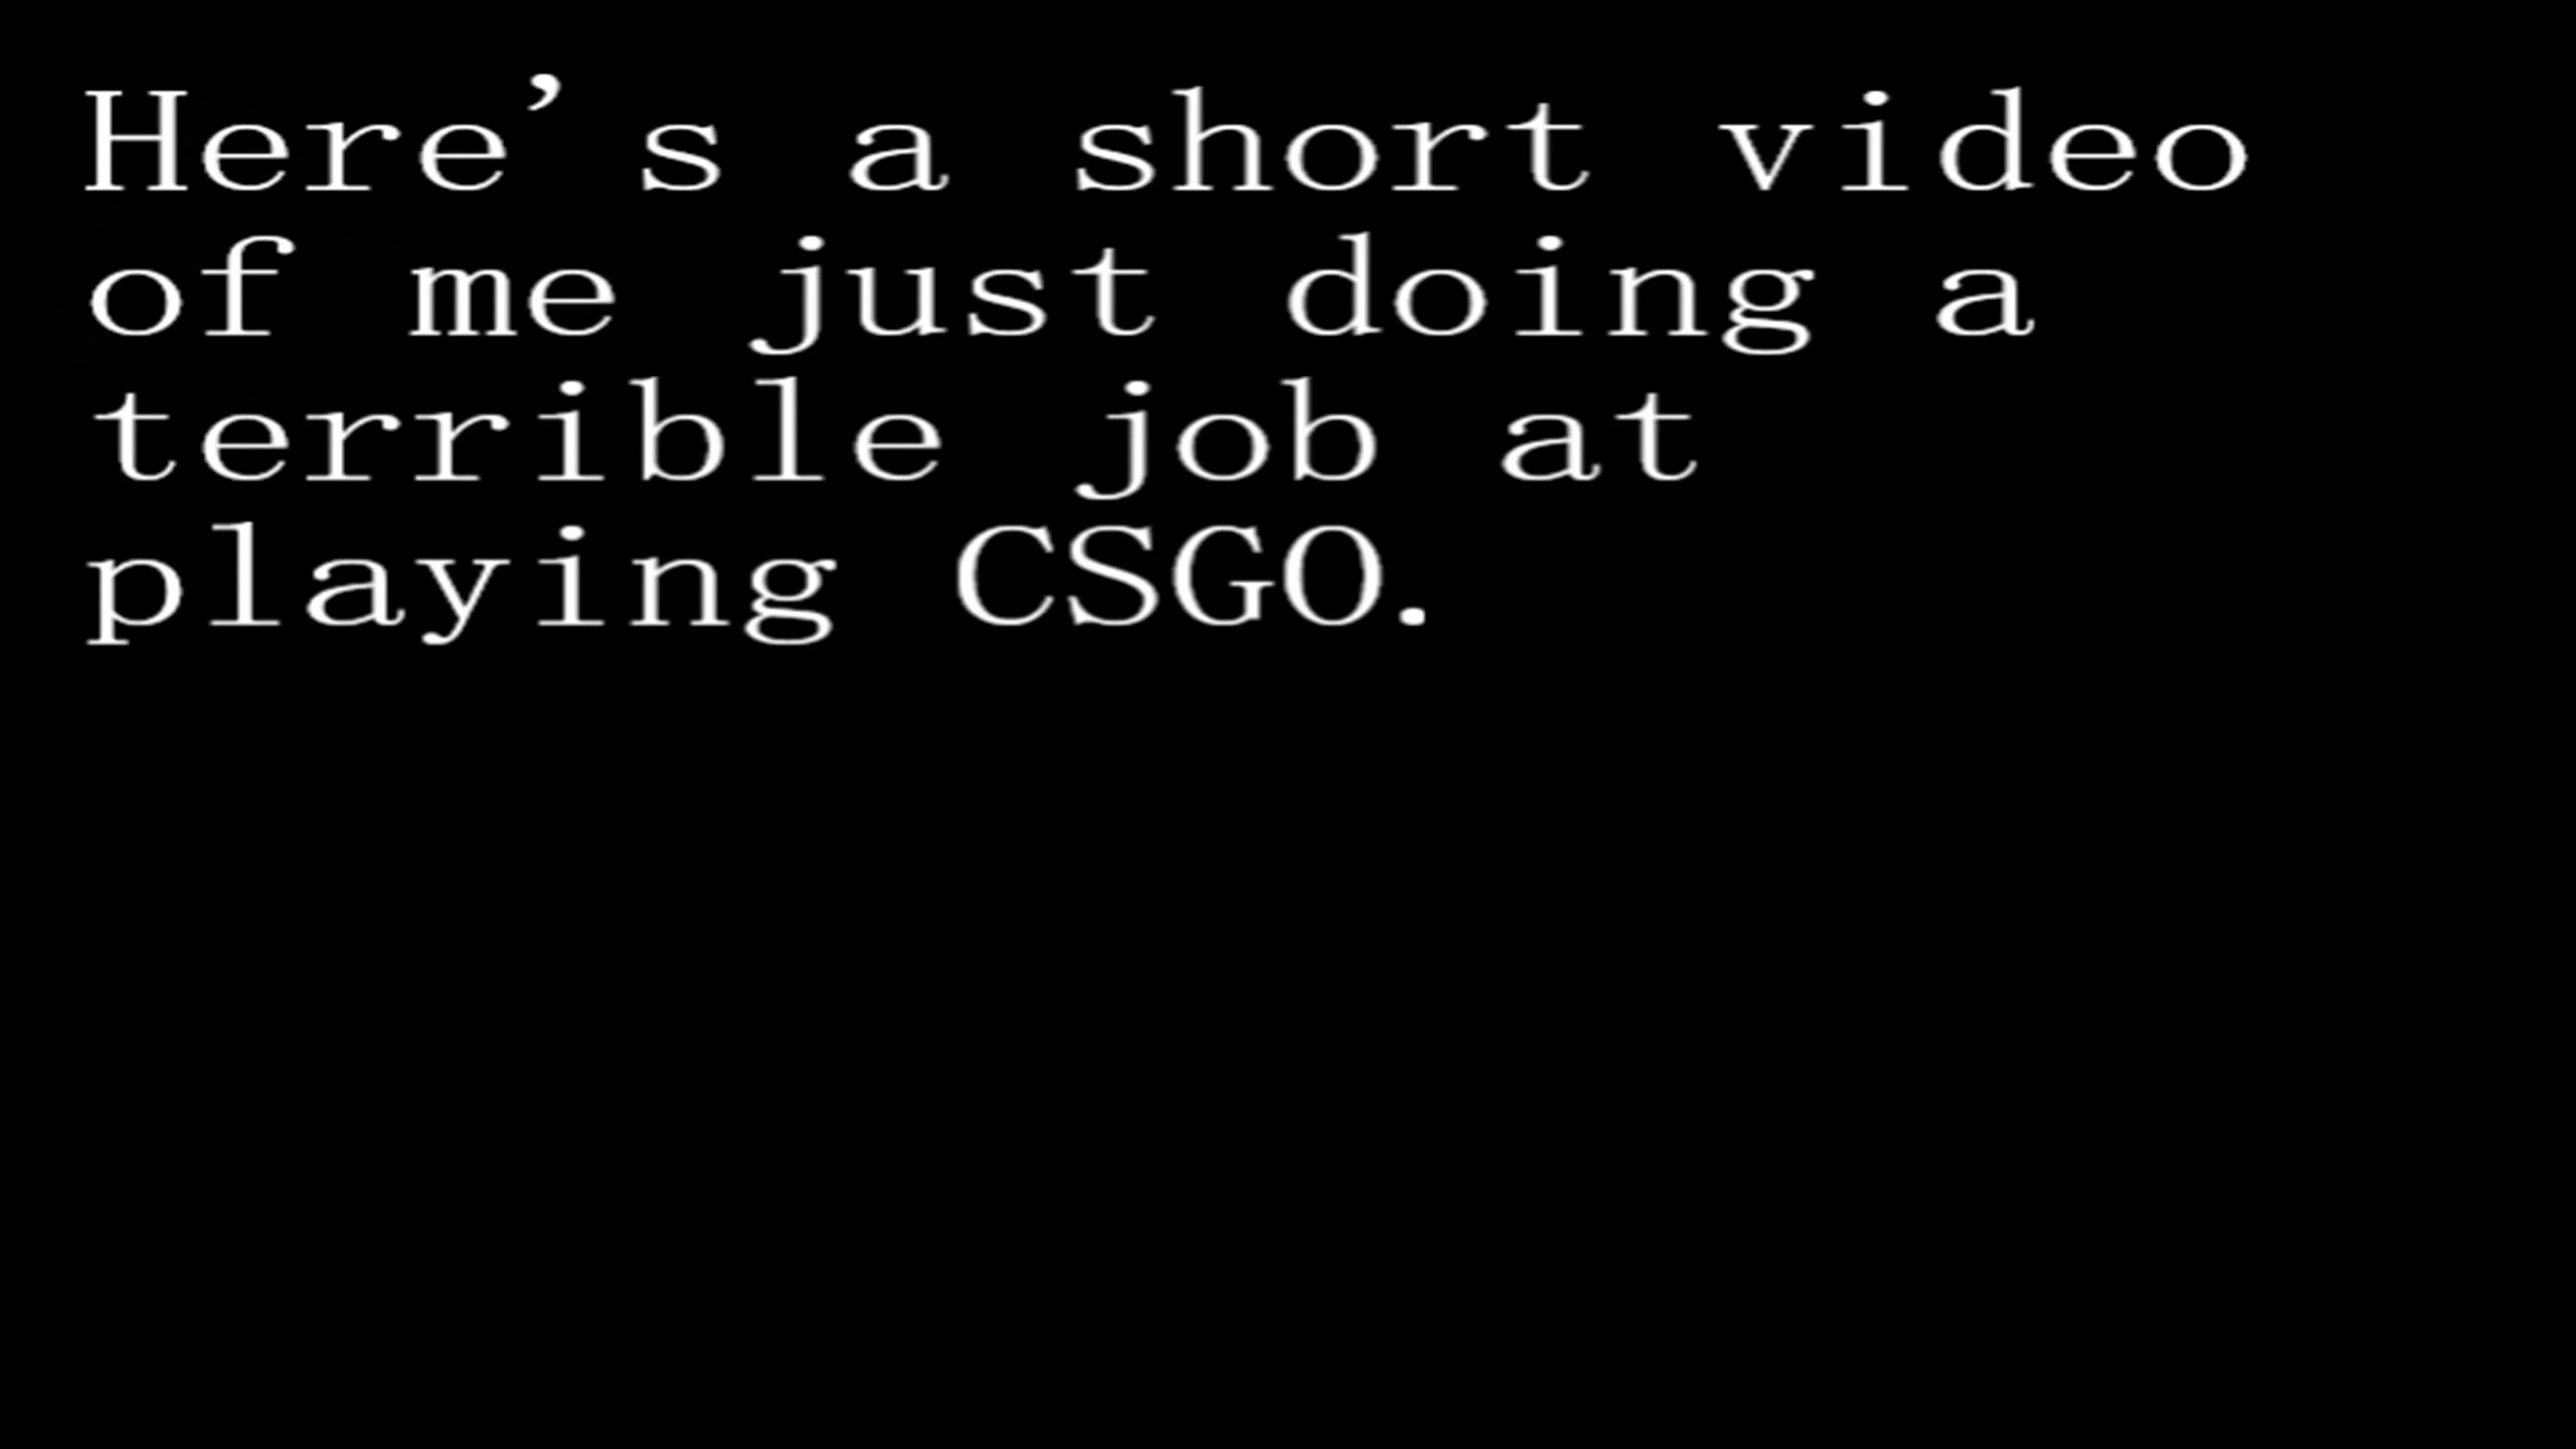 Here’s a short video
of me just doing a
terrible job at
playing CSGO.